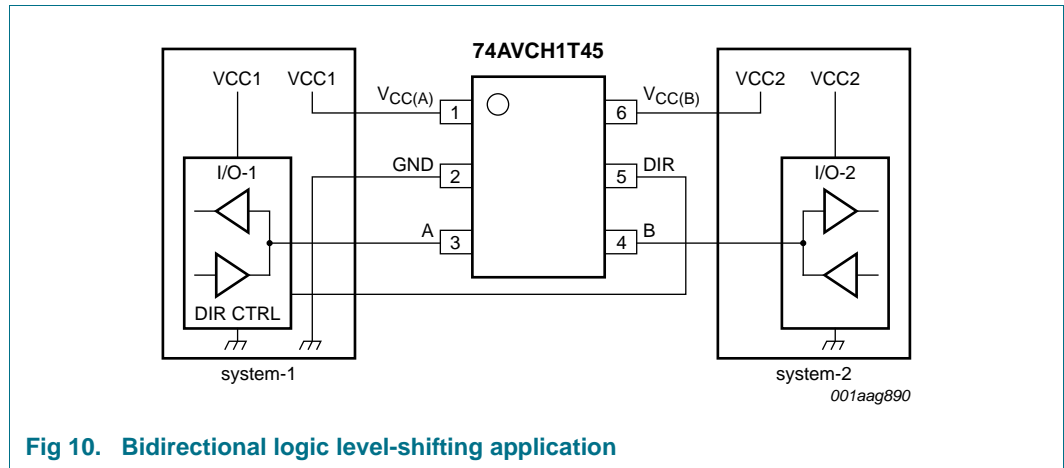 74AVCH1T45
VCC1 VCC1
VCC(A)
1
6
VCC(B)
VCC2 VCC2
I/O-1
GND
2
5
DIR
I/O-2
A
3
4
B
DIR CTRL
system-1
system-2
001aag890
Fig 10. Bidirectional logic level-shifting application